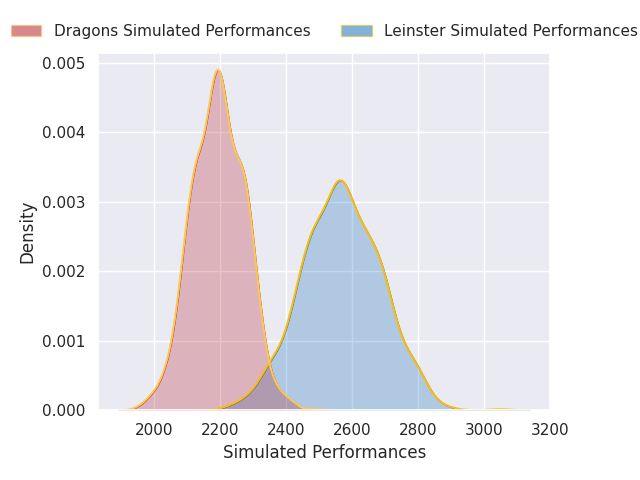 Dragons Simulated Performances
Leinster Simulated Performances
0.005
0.004
0.003
0.002
0.001
0.000
Density
2000 2200 2400 2600 2800 3000 3200
Simulated Performances